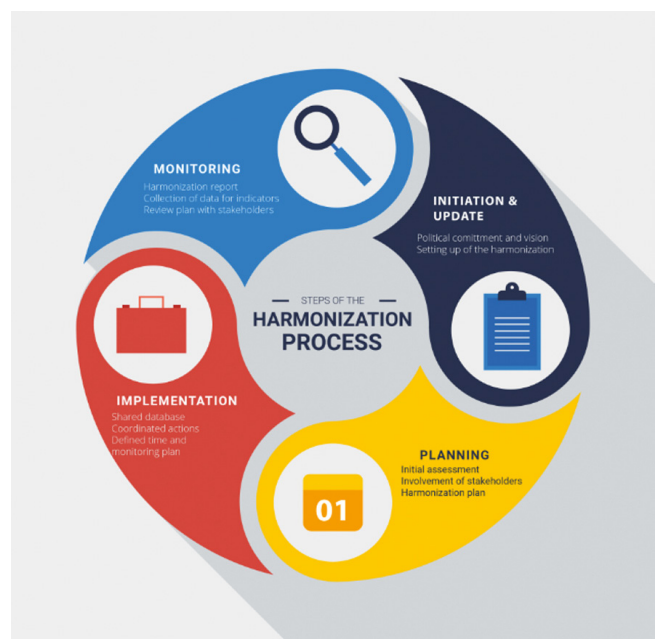 STEPS OF THE
HARMONIZATION
PROCESS
INITIATION &
UPDATE
Political comittment and vision
Setting up of the harmonization
PLANNING
Initial assessment
Involvement of stakeholders
Harmonization plan
01
IMPLEMENTATION
Shared database
Coordinated actions
Defined time and
monitoring plan
MONITORING
Harmonization report
Collection of data for indicators
Review plan with stakeholders